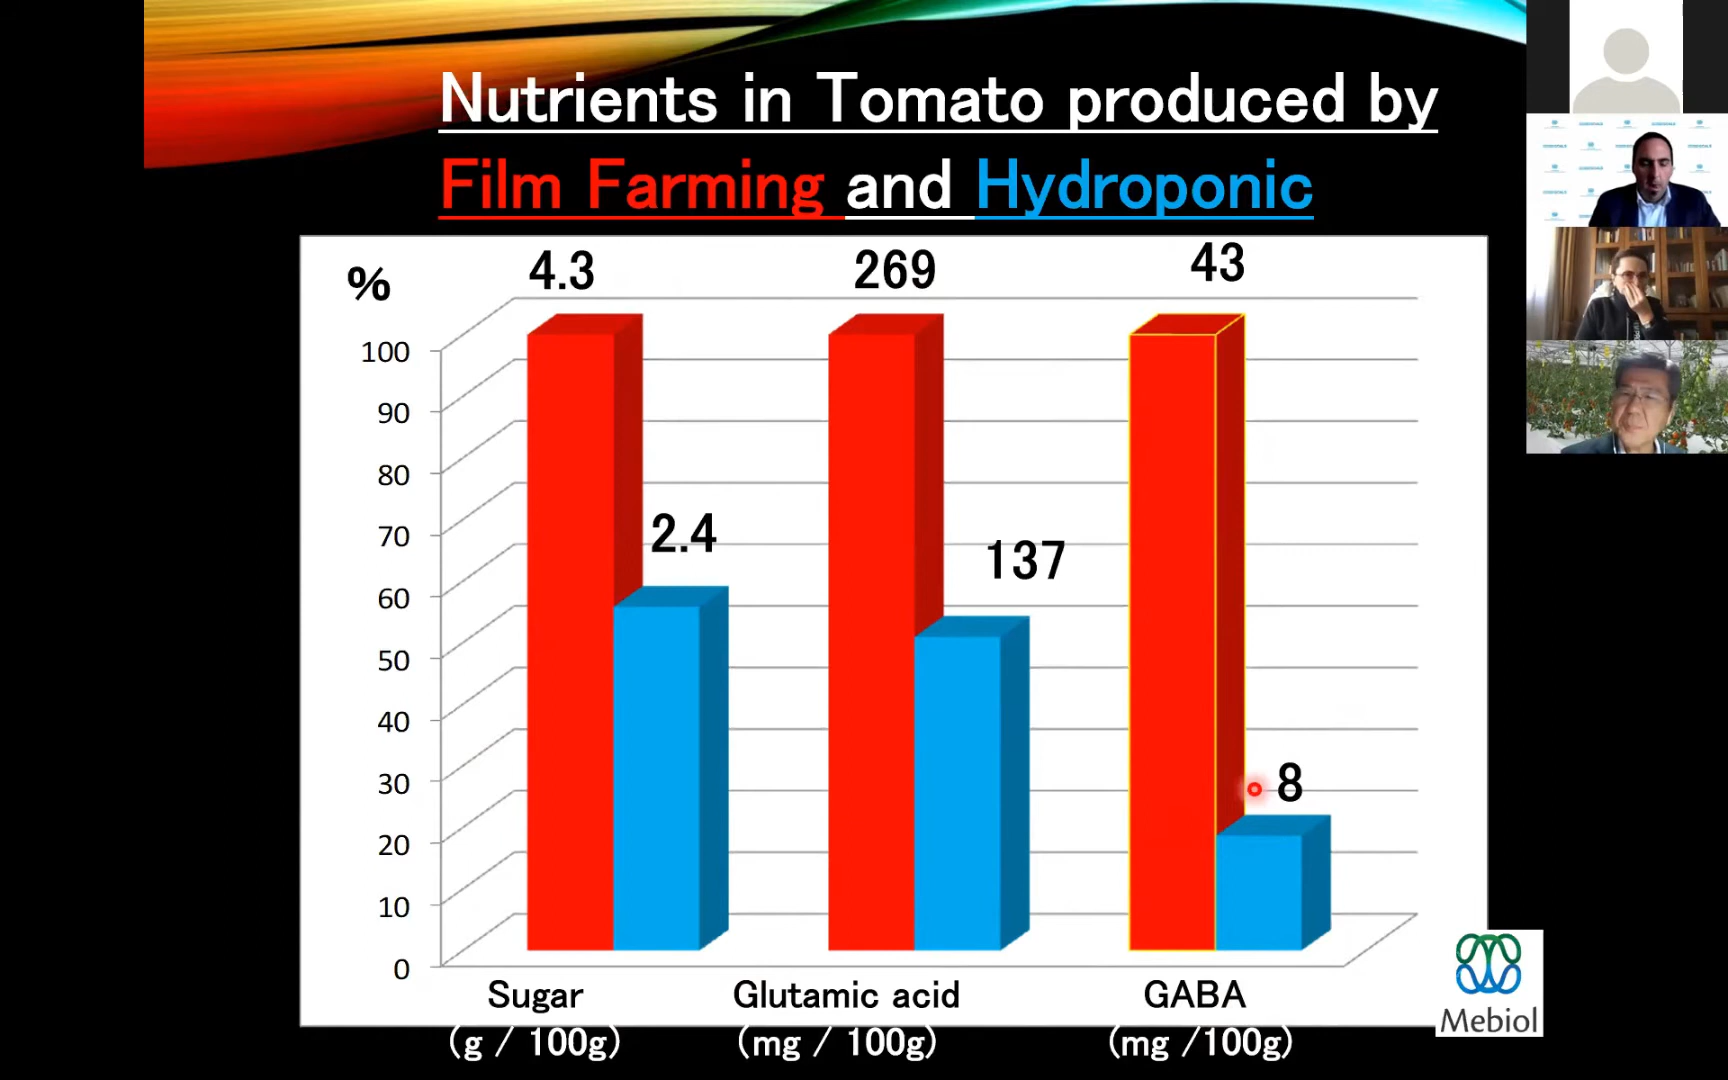 Nutrients in Tomato produced by
Film Farming and Hydroponic
%
4.3
269
43
100
90
80
70
60
50
40
30
20
10
0
2.4
137
8
Sugar
Glutamic acid
GABA
(g / 100g)
(mg / 100g)
(mg /100g)
Mebiol